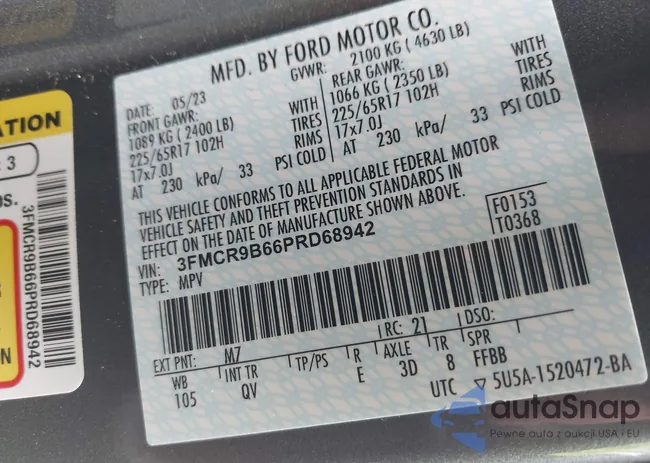 MFD. BY FORD MOTOR CO.
DATE: 05/23
GVWR: 2100 KG ( 4630 LB)
FRONT GAWR:
1089 KG ( 2400 LB) WITH
225/65R17 102H TIRES
17x7.0J RIMS
AT 230 kPa/ 33 PSI COLD
REAR GAWR:
1066 KG ( 2350 LB) WITH
225/65R17 102H TIRES
17x7.0J RIMS
AT 230 kPa/ 33 PSI COLD
THIS VEHICLE CONFORMS TO ALL APPLICABLE FEDERAL MOTOR
VEHICLE SAFETY AND THEFT PREVENTION STANDARDS IN
EFFECT ON THE DATE OF MANUFACTURE SHOWN ABOVE.
VIN: 3FMCR9B66PRD68942
TYPE: MPV
F0153
T0368
EXT PNT: M7 RC: 21 DSO:
WB INT TR TP/PS R AXLE TR SPR
105 QV E 3D 8 FFBB
UTC ▽ 5U5A-1520472-BA
ATION
3
3FMCR9B66PRD68942
N
autaSnap
Pewne auta z aukcji USA i EU